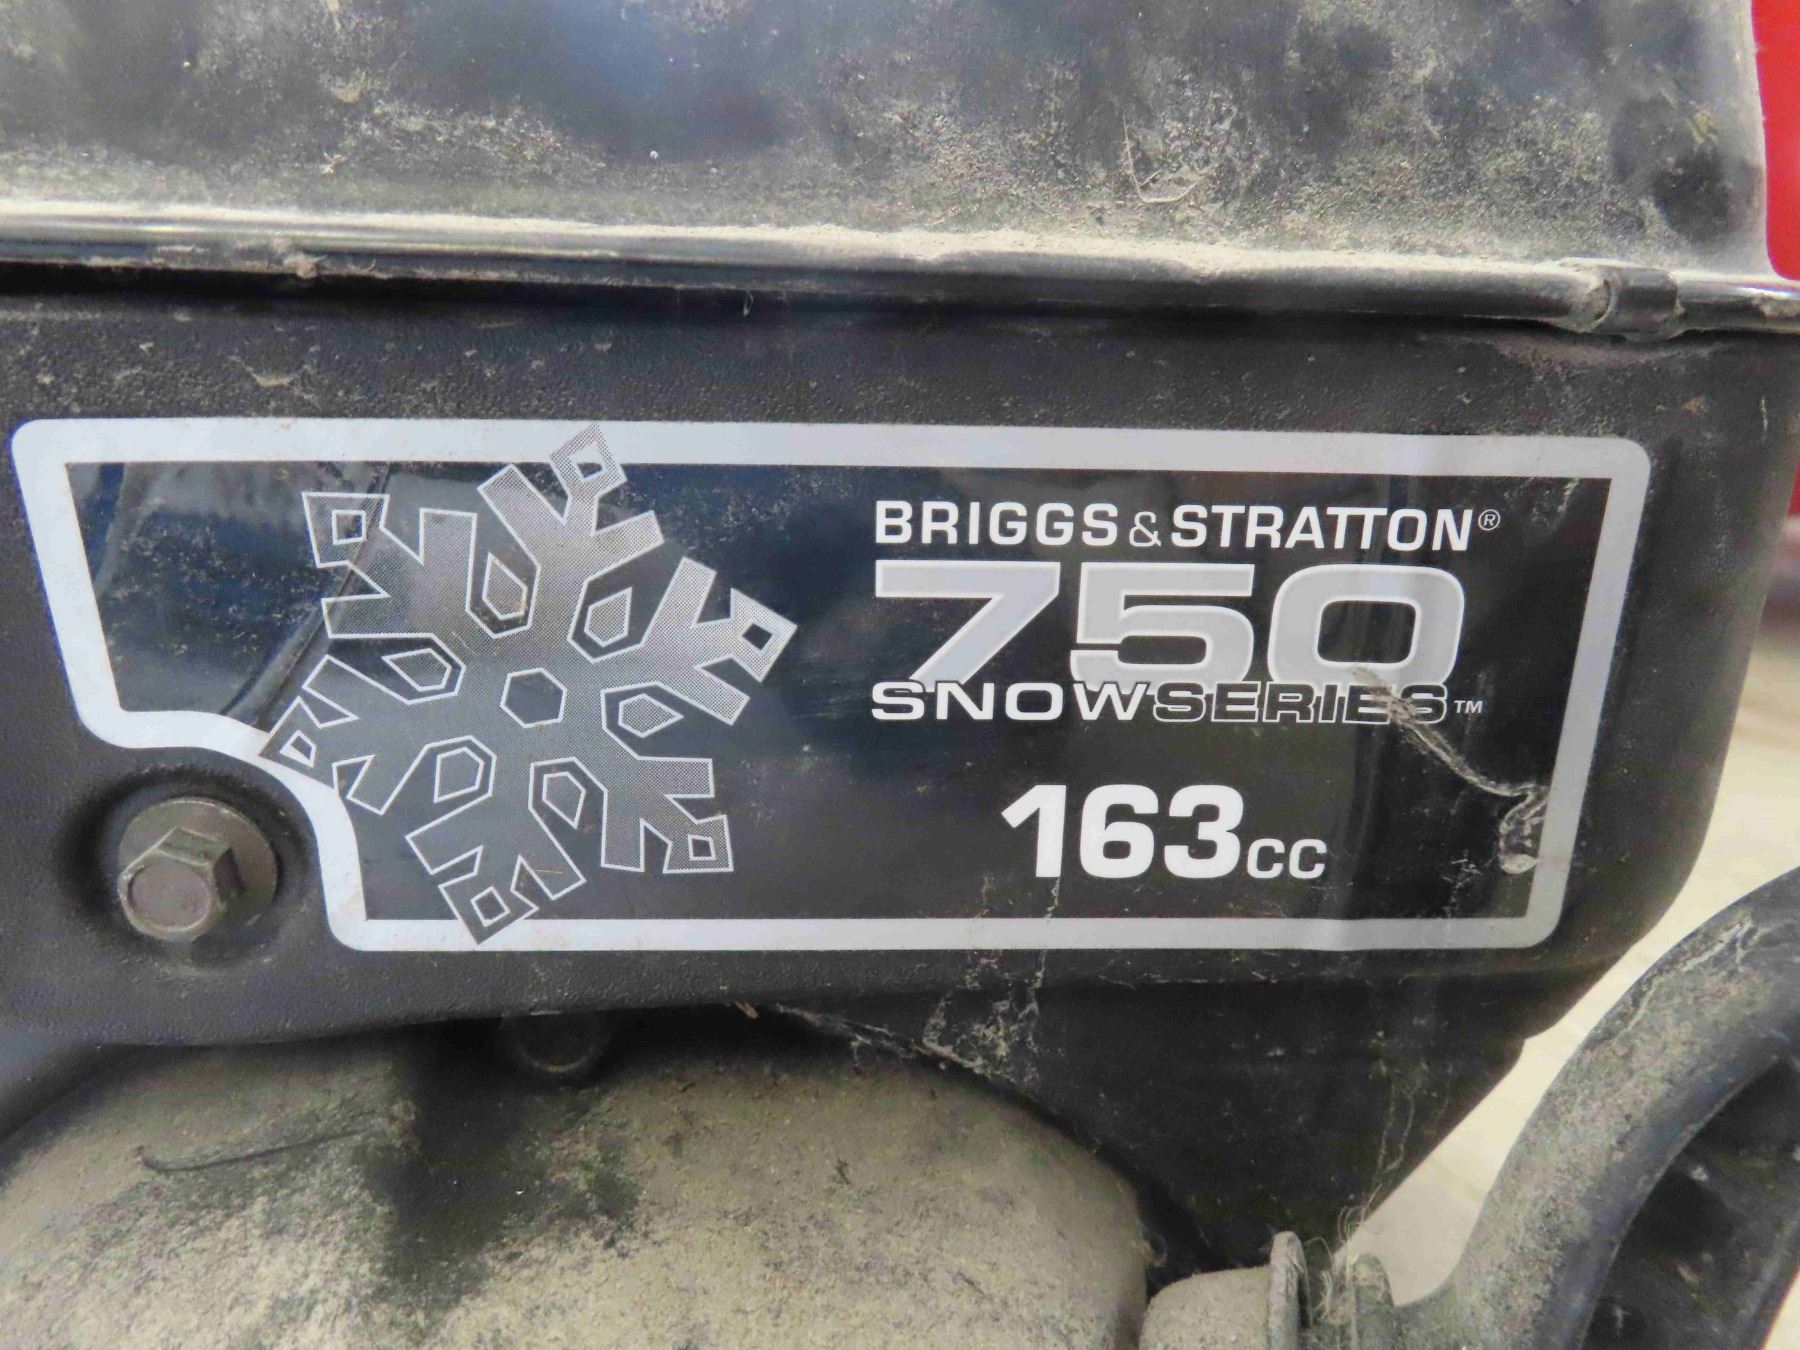 BRIGGS & STRATTON®
750
SNOWSERIES™
163cc